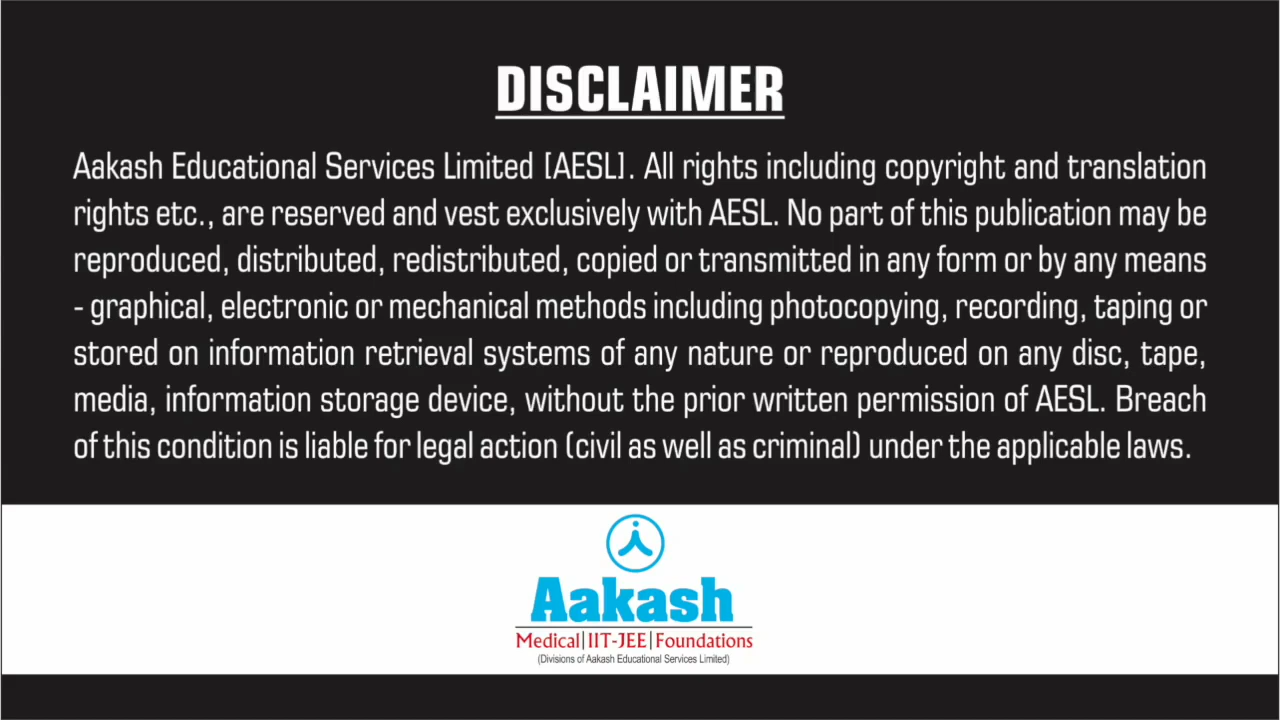 DISCLAIMER
Aakash Educational Services Limited [AESL]. All rights including copyright and translation
rights etc., are reserved and vest exclusively with AESL. No part of this publication may be
reproduced, distributed, redistributed, copied or transmitted in any form or by any means
- graphical, electronic or mechanical methods including photocopying, recording, taping or
stored on information retrieval systems of any nature or reproduced on any disc, tape,
media, information storage device, without the prior written permission of AESL. Breach
of this condition is liable for legal action (civil as well as criminal) under the applicable laws.
Aakash
Medical|IIT-JEE|Foundations
(Divisions of Aakash Educational Services Limited)